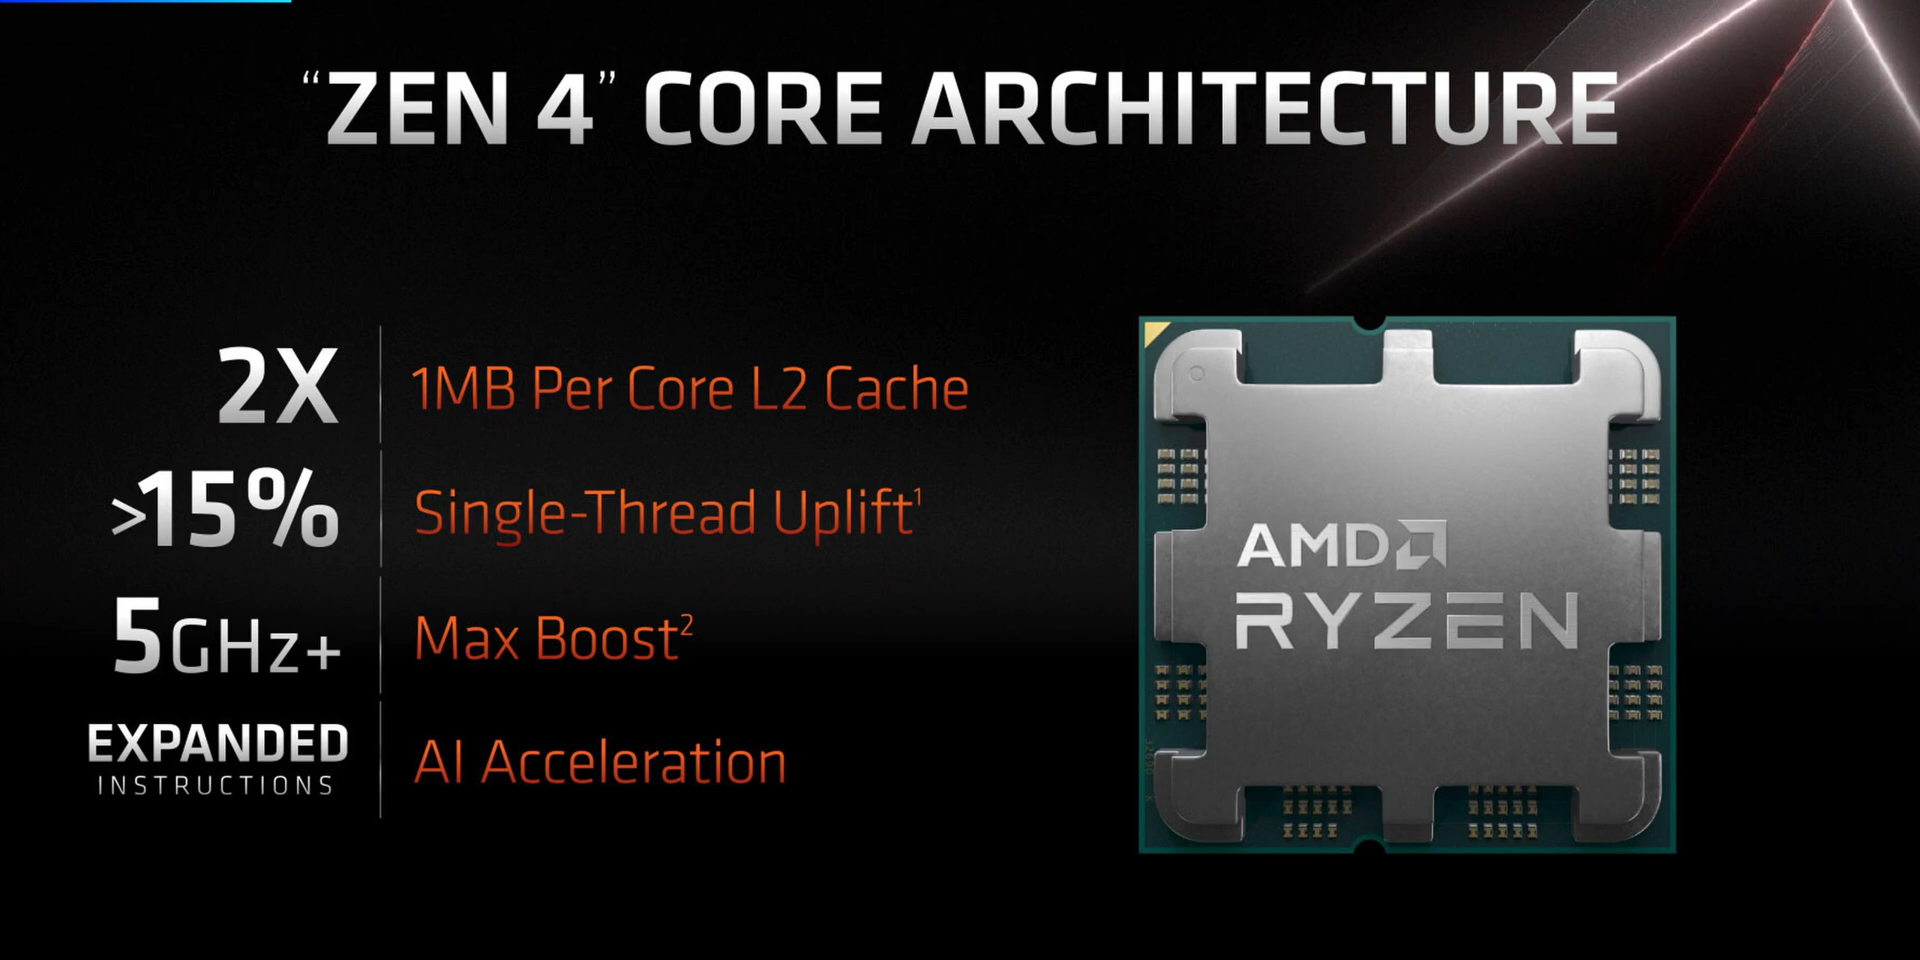 “ZEN 4” CORE ARCHITECTURE
2X
1MB Per Core L2 Cache
>15%
Single-Thread Uplift¹
5GHz+
Max Boost²
EXPANDED
INSTRUCTIONS
AI Acceleration
AMD
RYZEN